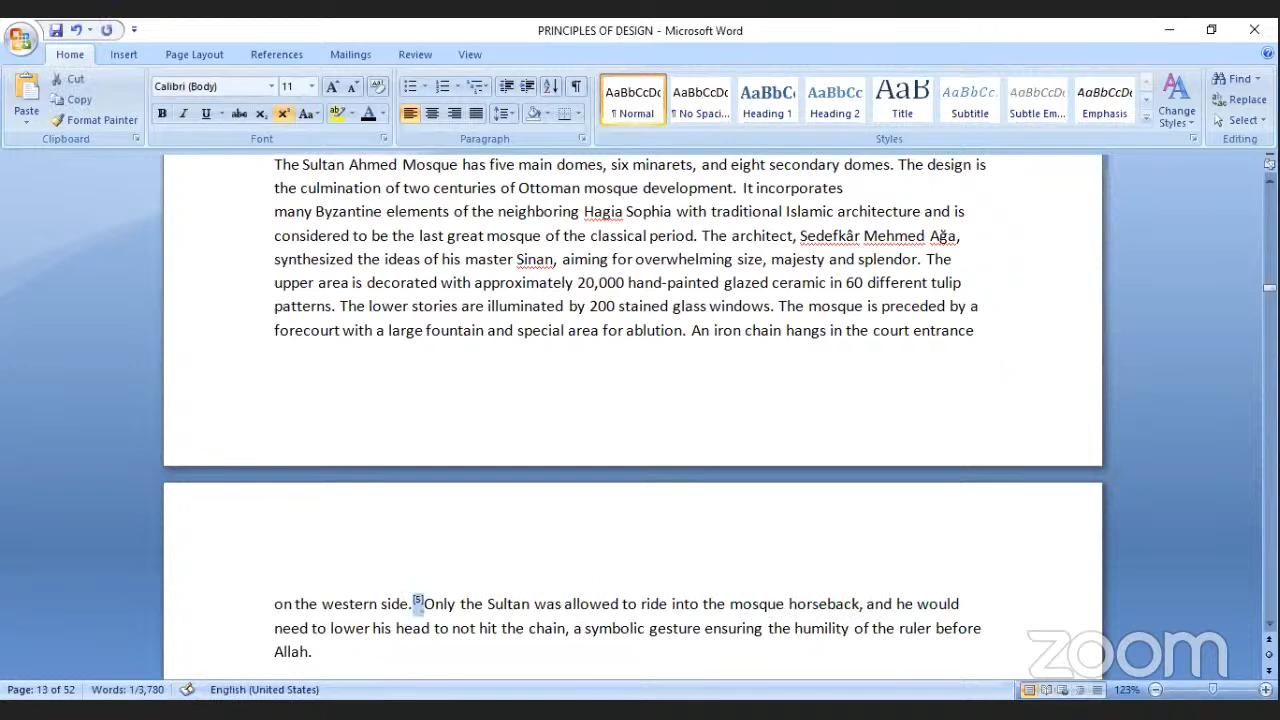 PRINCIPLES OF DESIGN - Microsoft Word
Home Insert Page Layout References Mailings Review View
Paste
Cut
Copy
Format Painter
Clipboard
Calibri (Body) 11
Font
Paragraph
AaBbCcDc AaBbCcDc AaBbC AaBbCc AaB AaBbCc. AaBbCcDc AaBbCcDc
¶ Normal ¶ No Spaci... Heading 1 Heading 2 Title Subtitle Subtle Em... Emphasis
Change
Styles
Styles
Find
Replace
Select
Editing
The Sultan Ahmed Mosque has five main domes, six minarets, and eight secondary domes. The design is
the culmination of two centuries of Ottoman mosque development. It incorporates
many Byzantine elements of the neighboring Hagia Sophia with traditional Islamic architecture and is
considered to be the last great mosque of the classical period. The architect, Sedefkâr Mehmed Ağa,
synthesized the ideas of his master Sinan, aiming for overwhelming size, majesty and splendor. The
upper area is decorated with approximately 20,000 hand-painted glazed ceramic in 60 different tulip
patterns. The lower stories are illuminated by 200 stained glass windows. The mosque is preceded by a
forecourt with a large fountain and special area for ablution. An iron chain hangs in the court entrance
on the western side.[5]Only the Sultan was allowed to ride into the mosque horseback, and he would
need to lower his head to not hit the chain, a symbolic gesture ensuring the humility of the ruler before
Allah.
zoom
Page: 13 of 52 Words: 1/3,780 English (United States) 123%